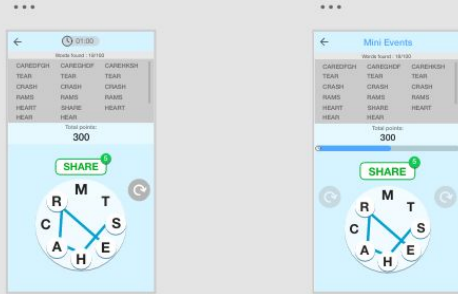 01:00
Words found : 18/100
CAREDFGH CAREGHDF CAREHKSH
TEAR TEAR TEAR
CRASH CRASH CRASH
RAMS RAMS RAMS
HEART SHARE HEART
HEAR HEAR
Total points:
300
SHARE 5
M
R T
C S
A E
H
Mini Events
Words found : 18/100
CAREDFGH CAREGHDF CAREHKSH
TEAR TEAR TEAR
CRASH CRASH CRASH
RAMS RAMS RAMS
HEART SHARE HEART
HEAR HEAR
Total points:
300
SHARE 5
M
R T
C S
A E
H